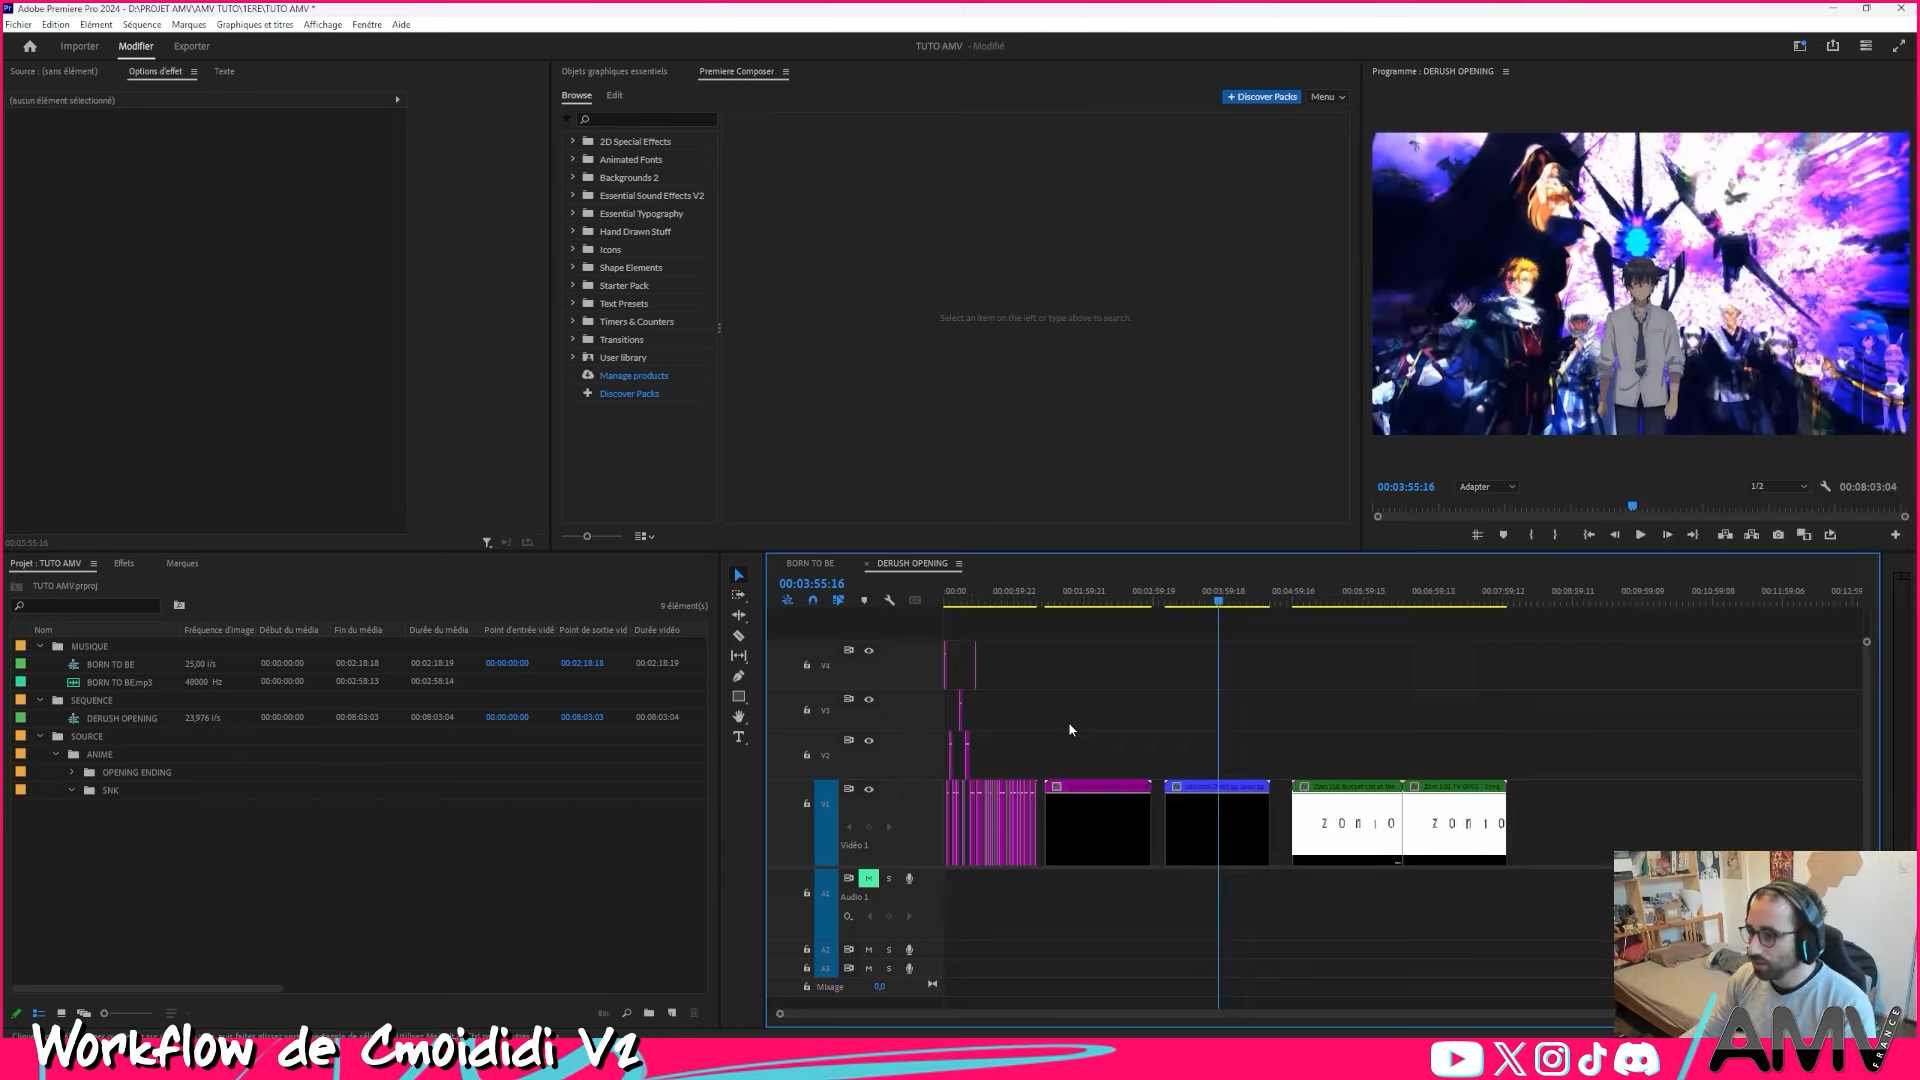 Adobe Premiere Pro 2024 - D:\PROJET AMV\AMV TUTO\1ERE\TUTO AMV *
Fichier Edition Elément Séquence Marques Graphiques et titres Affichage Fenêtre Aide
Importer Modifier Exporter
TUTO AMV - Modifié
Source : (sans élément) Options d'effet Texte
Objets graphiques essentiels Premiere Composer
Programme : DERUSH OPENING
(aucun élément sélectionné)
Browse Edit
+ Discover Packs Menu
2D Special Effects
Animated Fonts
Backgrounds 2
Essential Sound Effects V2
Essential Typography
Hand Drawn Stuff
Icons
Shape Elements
Starter Pack
Text Presets
Timers & Counters
Transitions
User library
Manage products
Discover Packs
Select an item on the left or type above to search.
00:03:55:16 Adapter 1/2 00:08:03:04
00:03:55:16
Projet : TUTO AMV Effets Marques
TUTO AMV.prproj
9 élément(s)
Nom Fréquence d'image Début du média Fin du média Durée du média Point d'entrée vidé Point de sortie vid Durée vidéo
MUSIQUE
BORN TO BE 25,00 i/s 00:00:00:00 00:02:18:18 00:02:18:19 00:00:00:00 00:02:18:18 00:02:18:19
BORN TO BE.mp3 48000 Hz 00:00:00:00 00:02:58:13 00:02:58:14
SEQUENCE
DERUSH OPENING 23,976 i/s 00:00:00:00 00:08:03:03 00:08:03:04 00:00:00:00 00:08:03:03 00:08:03:04
SOURCE
ANIME
OPENING ENDING
SNK
BORN TO BE × DERUSH OPENING
00:03:55:16
:00:00 00:00:59:22 00:01:59:21 00:02:59:19 00:03:59:18 00:04:59:16 00:05:59:15 00:06:59:13 00:07:59:12 00:08:59:11 00:09:59:09 00:10:59:08 00:11:59:06 00:12:59
V4
V3
V2
V1
Vidéo 1
Z O M 1 0
Z O M 1 0
A1 M S
Audio 1
A2 M S
A3 M S
Mixage 0,0
Workflow de Cmoididi V2
AMV
FRANCE